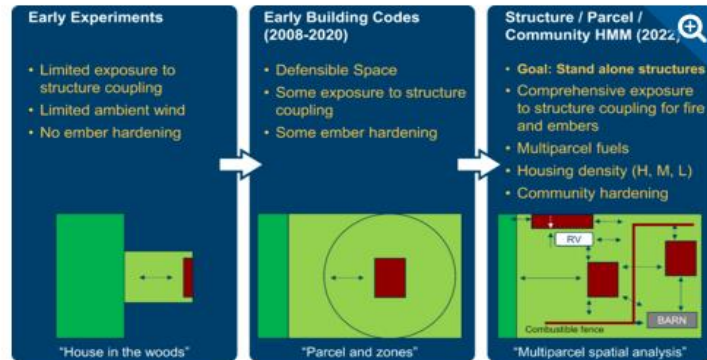 Early Experiments
• Limited exposure to
structure coupling
• Limited ambient wind
• No ember hardening
"House in the woods"
Early Building Codes
(2008-2020)
• Defensible Space
• Some exposure to structure
coupling
• Some ember hardening
"Parcel and zones"
Structure / Parcel /
Community HMM (2022)
• Goal: Stand alone structures
• Comprehensive exposure
to structure coupling for fire
and embers
• Multiparcel fuels
• Housing density (H, M, L)
• Community hardening
RV
BARN
Combustible fence
"Multiparcel spatial analysis"